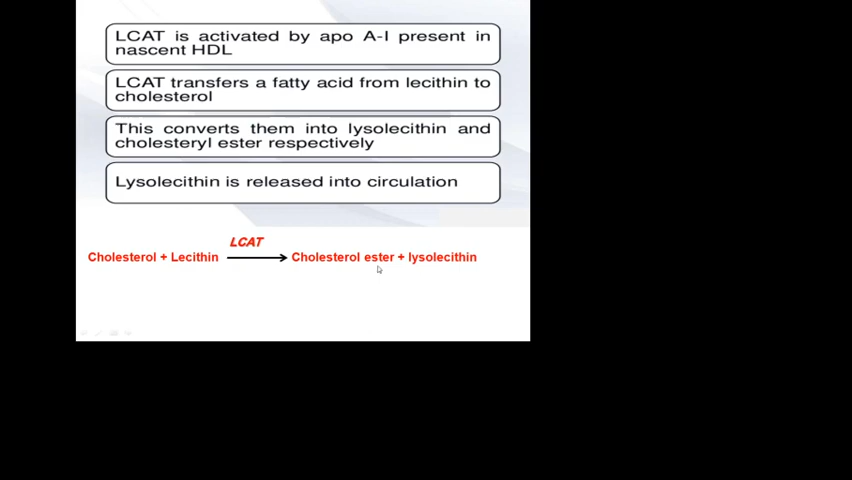 LCAT is activated by apo A-I present in
nascent HDL
LCAT transfers a fatty acid from lecithin to
cholesterol
This converts them into lysolecithin and
cholesteryl ester respectively
Lysolecithin is released into circulation
LCAT
Cholesterol + Lecithin ⟶ Cholesterol ester + lysolecithin